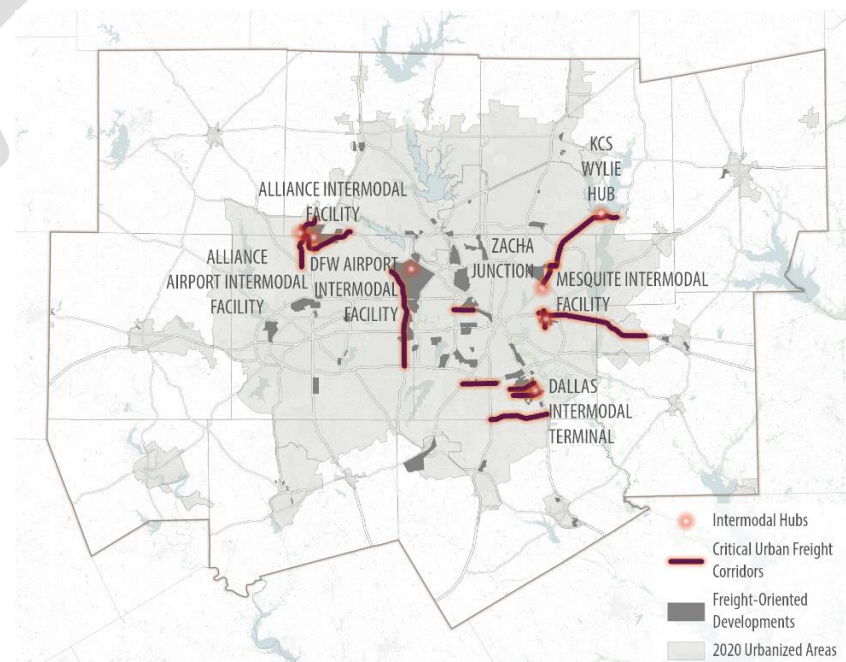 KCS
WYLIE
HUB
ALLIANCE INTERMODAL
FACILITY
ZACHA
JUNCTION
ALLIANCE
AIRPORT INTERMODAL
FACILITY
DFW AIRPORT
INTERMODAL
FACILITY
MESQUITE INTERMODAL
FACILITY
DALLAS
INTERMODAL
TERMINAL
Intermodal Hubs
Critical Urban Freight
Corridors
Freight-Oriented
Developments
2020 Urbanized Areas